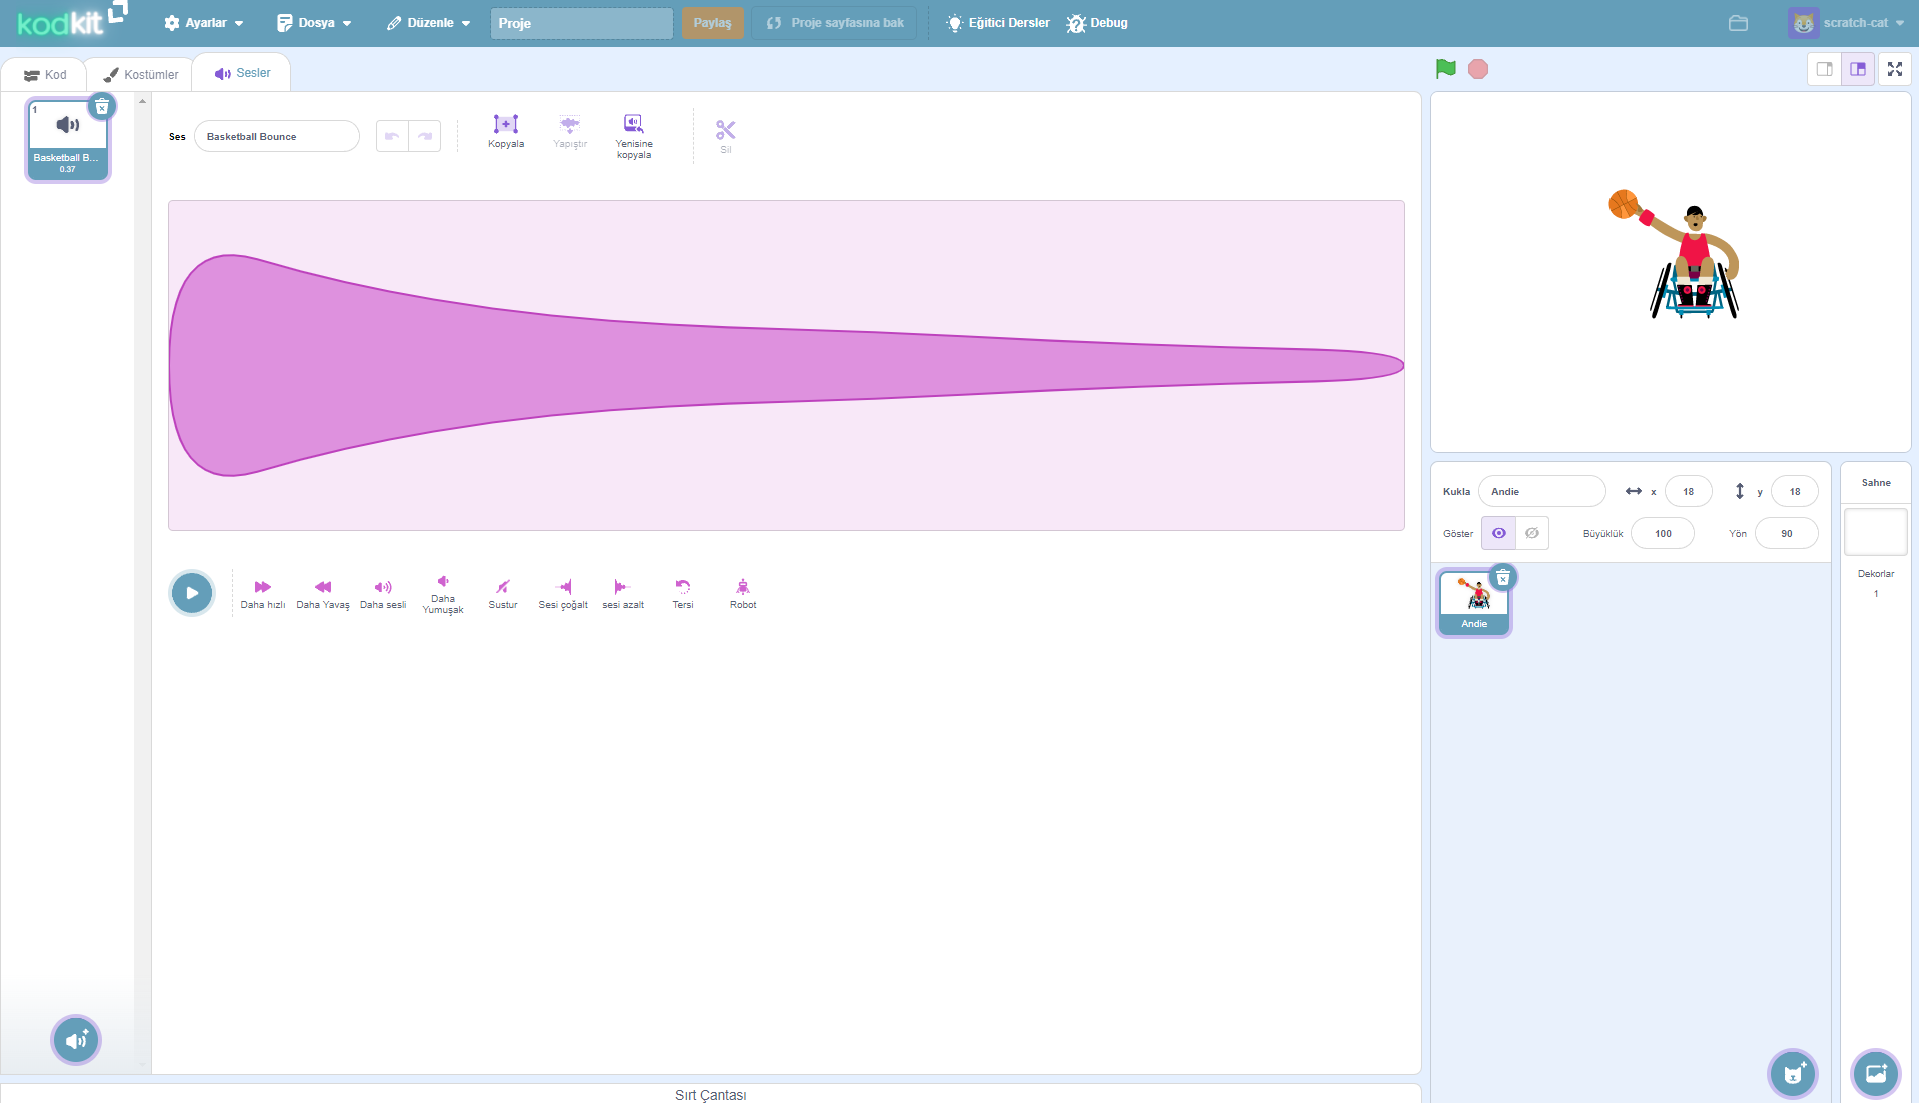 kodkit
Ayarlar
Dosya
Düzenle
Proje
Paylaş
Proje sayfasına bak
Eğitici Dersler
Debug
scratch-cat
Kod
Kostümler
Sesler
1
Basketball B...
0.37
Ses
Basketball Bounce
Kopyala
Yapıştır
Yenisine
kopyala
Sil
Daha hızlı
Daha Yavaş
Daha sesli
Daha
Yumuşak
Sustur
Sesi çoğalt
sesi azalt
Tersi
Robot
Kukla
Andie
x
18
y
18
Göster
Büyüklük
100
Yön
90
Andie
Sahne
Dekorlar
1
Sırt Çantası